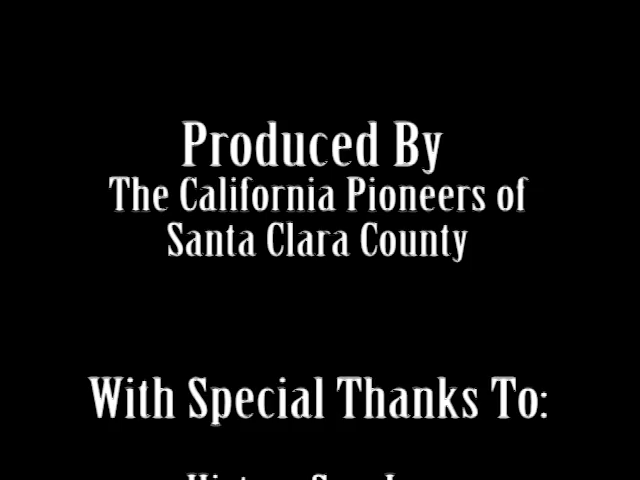 Produced By
The California Pioneers of
Santa Clara County
With Special Thanks To: